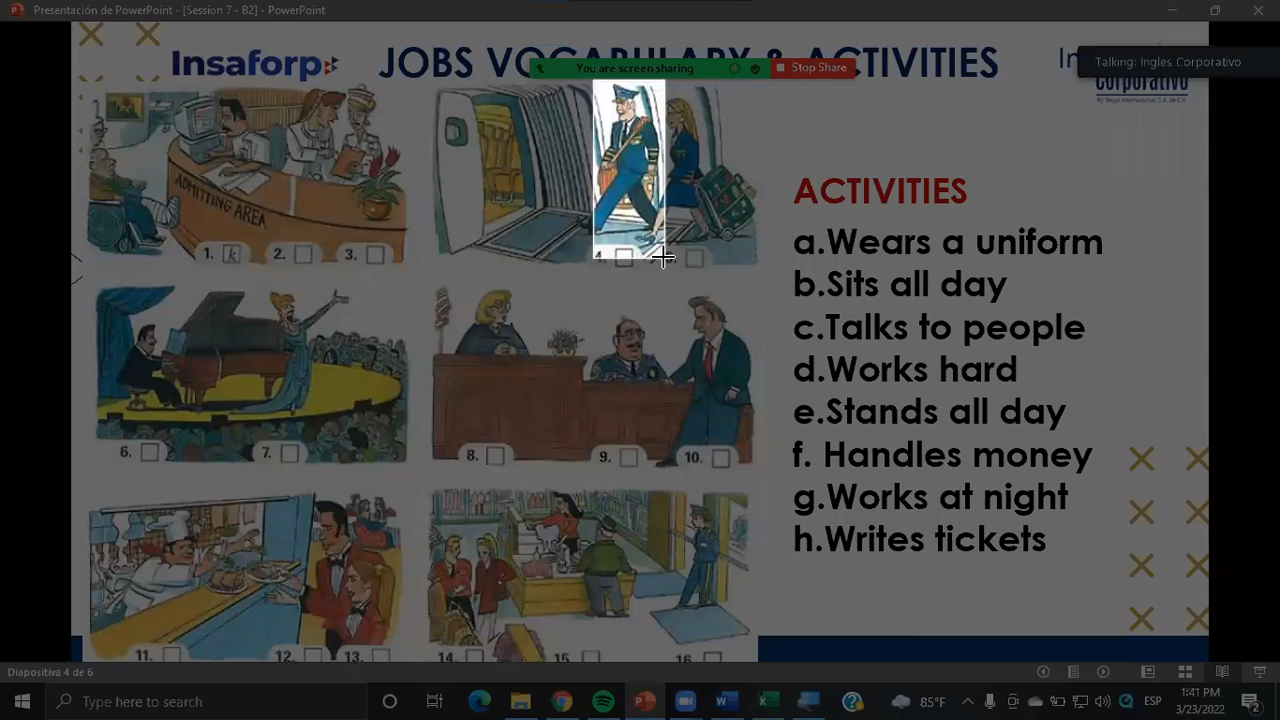 Presentación de PowerPoint - [Session 7 - B2] - PowerPoint
Insaforp
JOBS VOCABULARY & ACTIVITIES
You are screen sharing
Stop Share
Talking: Ingles Corporativo
In
corporativo
ADMITTING AREA
1. k 2. 3.
4.
ACTIVITIES
a.Wears a uniform
b.Sits all day
c.Talks to people
d.Works hard
e.Stands all day
f. Handles money
g.Works at night
h.Writes tickets
6. 7.
8. 9. 10.
11. 12. 13.
14. 15. 16.
Diapositiva 4 de 6
Type here to search
85°F
ESP
1:41 PM
3/23/2022
2